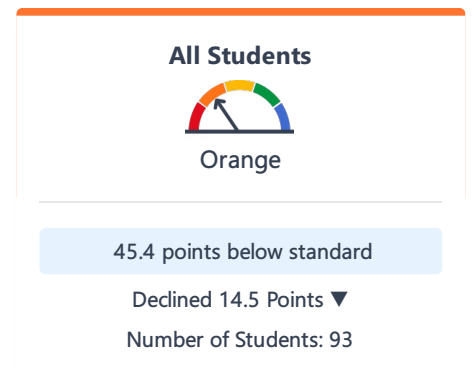 All Students
Orange
45.4 points below standard
Declined 14.5 Points ▼
Number of Students: 93